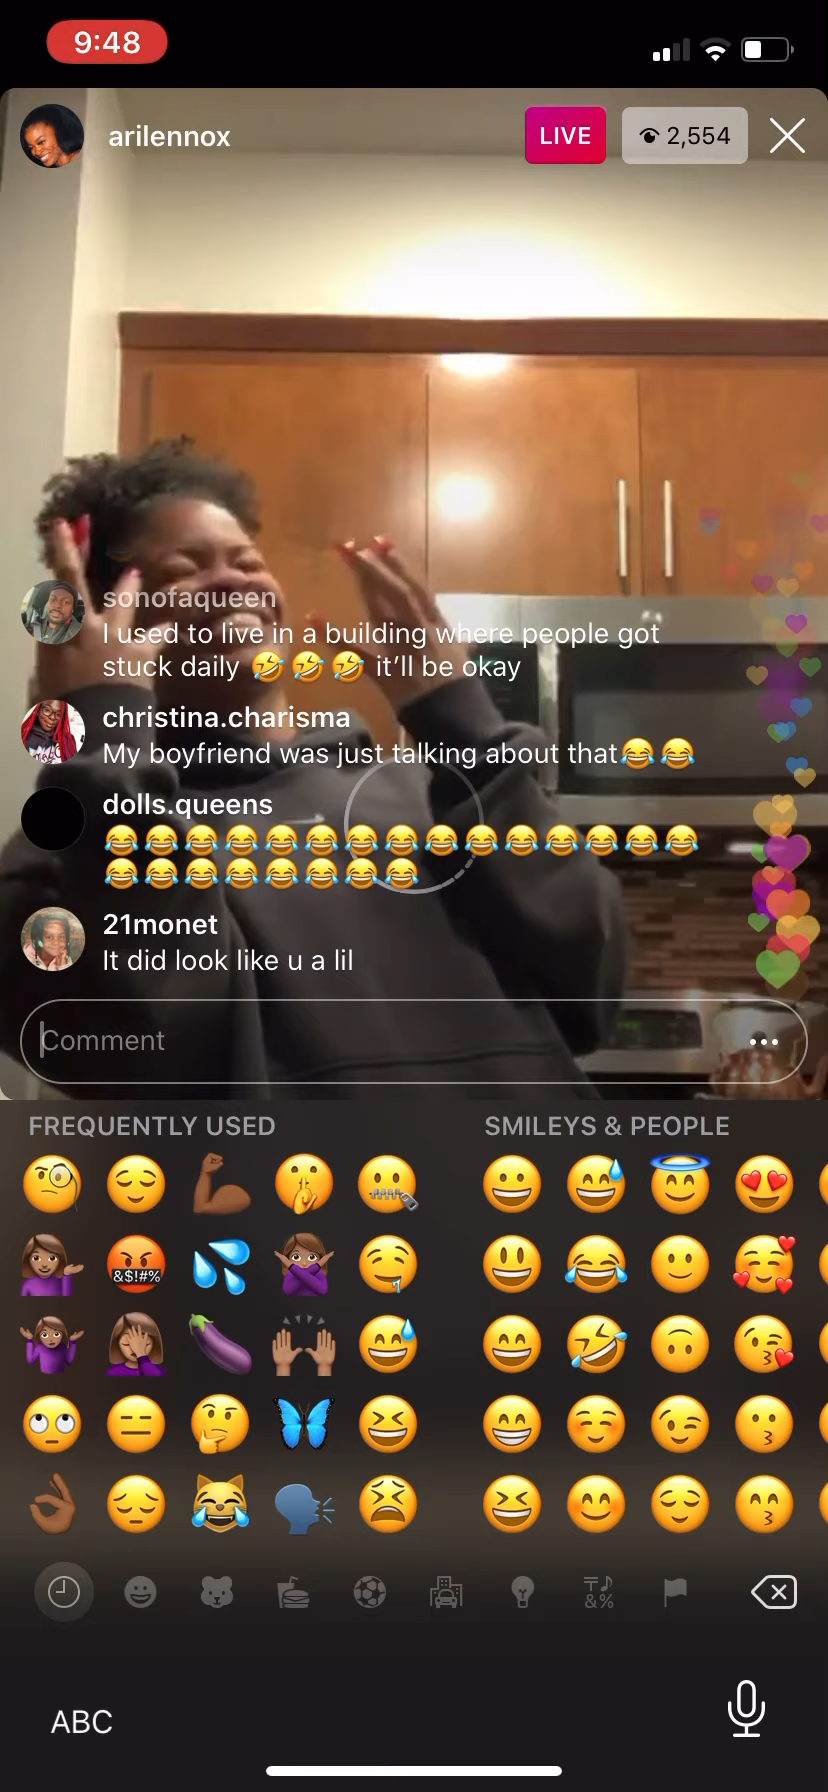 9:48
arilennox
LIVE
2,554
sonofaqueen
I used to live in a building where people got
stuck daily 🤣 🤣 🤣 it’ll be okay
christina.charisma
My boyfriend was just talking about that😂 😂
dolls.queens
😂 😂 😂 😂 😂 😂 😂 😂 😂 😂 😂 😂 😂 😂 😂
😂 😂 😂 😂 😂 😂 😂 😂
21monet
It did look like u a lil
Comment
FREQUENTLY USED
SMILEYS & PEOPLE
&$!#%
ABC